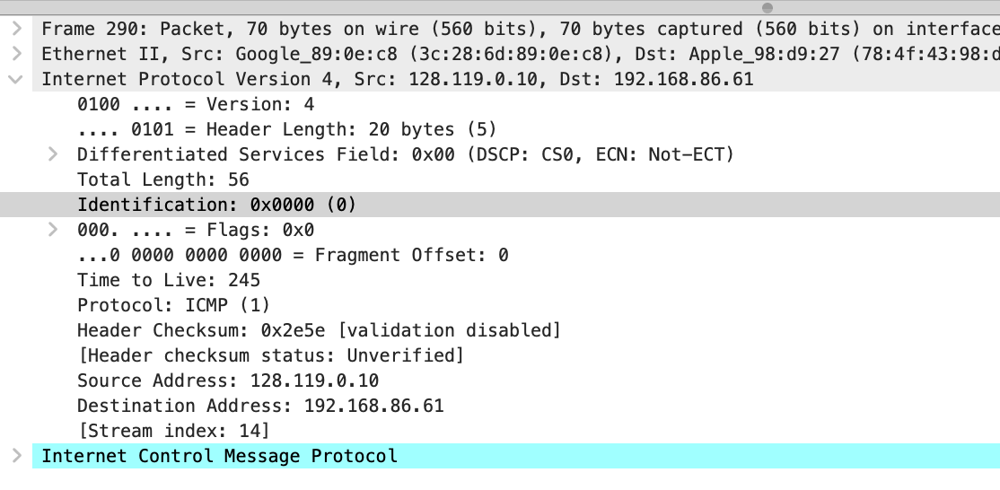 Frame 290: Packet, 70 bytes on wire (560 bits), 70 bytes captured (560 bits) on interface
Ethernet II, Src: Google_89:0e:c8 (3c:28:6d:89:0e:c8), Dst: Apple_98:d9:27 (78:4f:43:98:d
Internet Protocol Version 4, Src: 128.119.0.10, Dst: 192.168.86.61
0100 .... = Version: 4
.... 0101 = Header Length: 20 bytes (5)
Differentiated Services Field: 0x00 (DSCP: CS0, ECN: Not-ECT)
Total Length: 56
Identification: 0x0000 (0)
000. .... = Flags: 0x0
...0 0000 0000 0000 = Fragment Offset: 0
Time to Live: 245
Protocol: ICMP (1)
Header Checksum: 0x2e5e [validation disabled]
[Header checksum status: Unverified]
Source Address: 128.119.0.10
Destination Address: 192.168.86.61
[Stream index: 14]
Internet Control Message Protocol